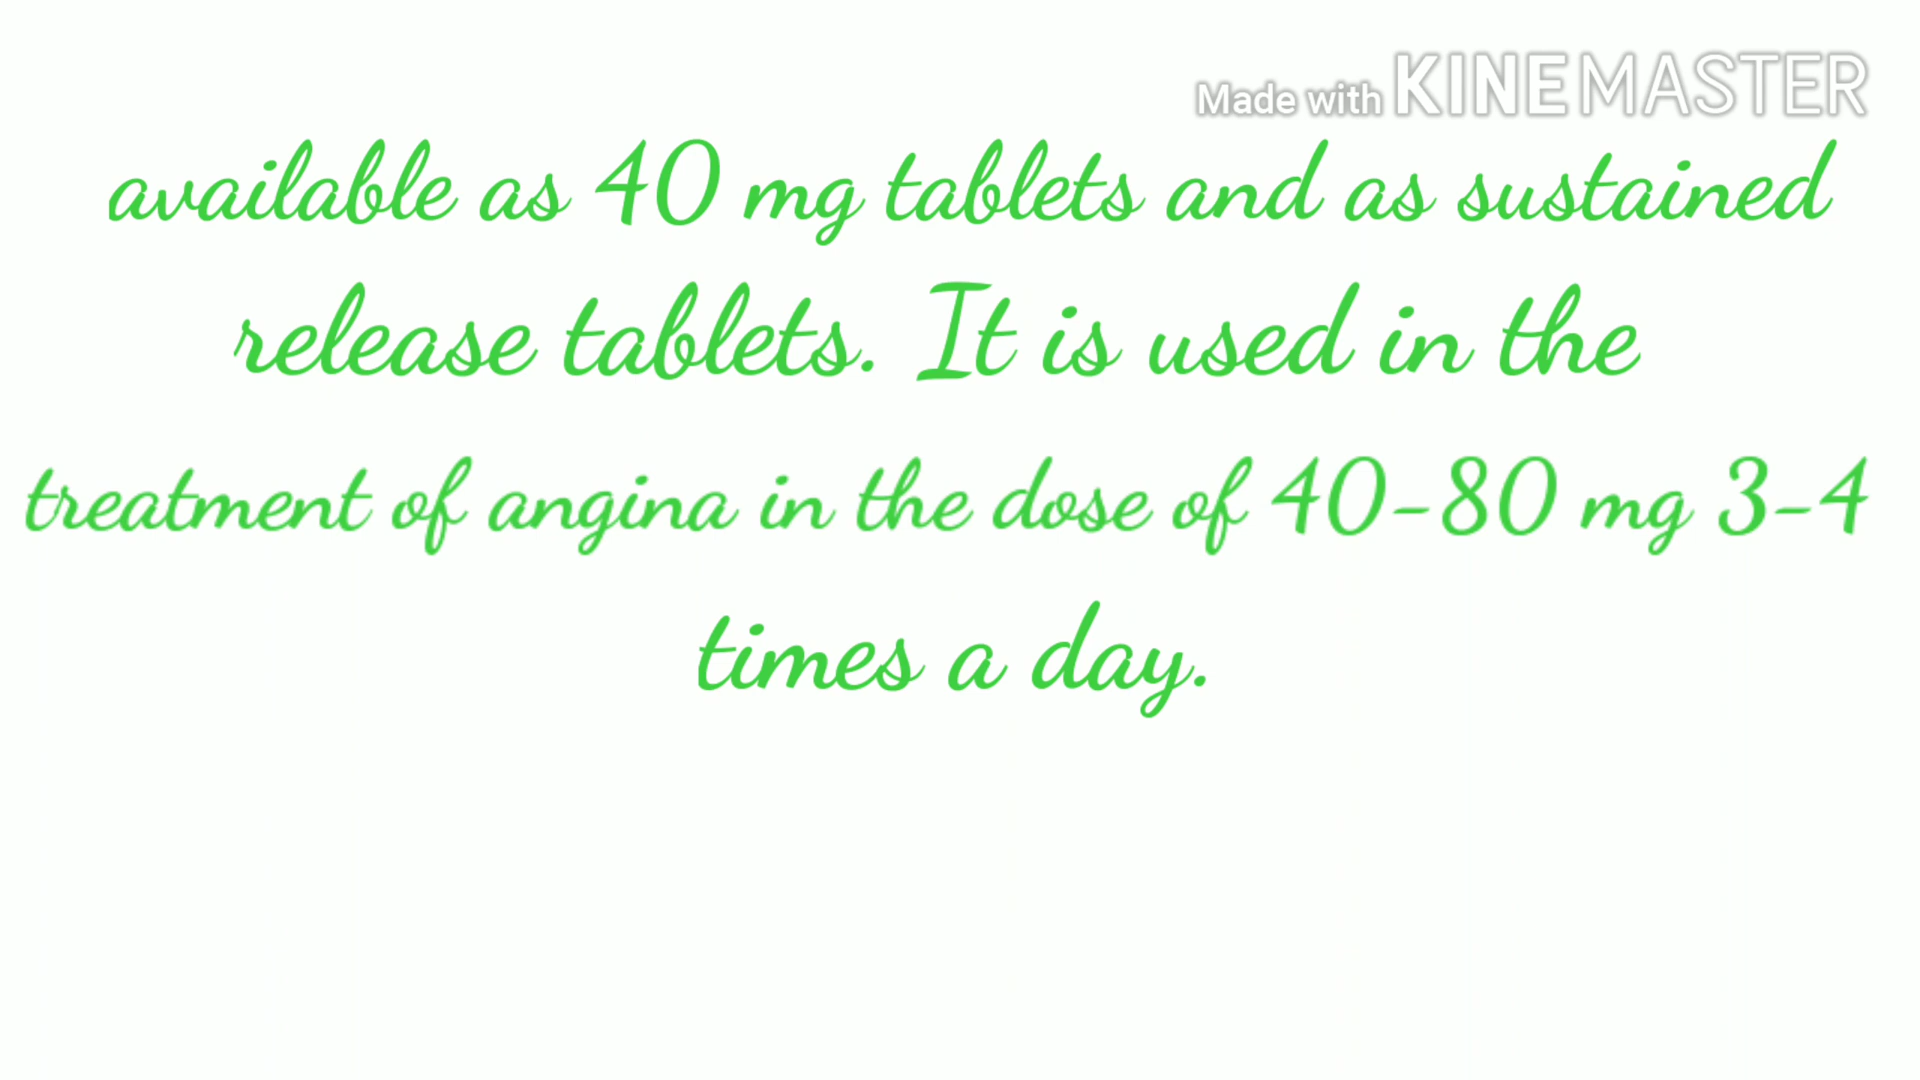 Made with KINEMASTER
available as 40 mg tablets and as sustained
release tablets. It is used in the
treatment of angina in the dose of 40-80 mg 3-4
times a day.